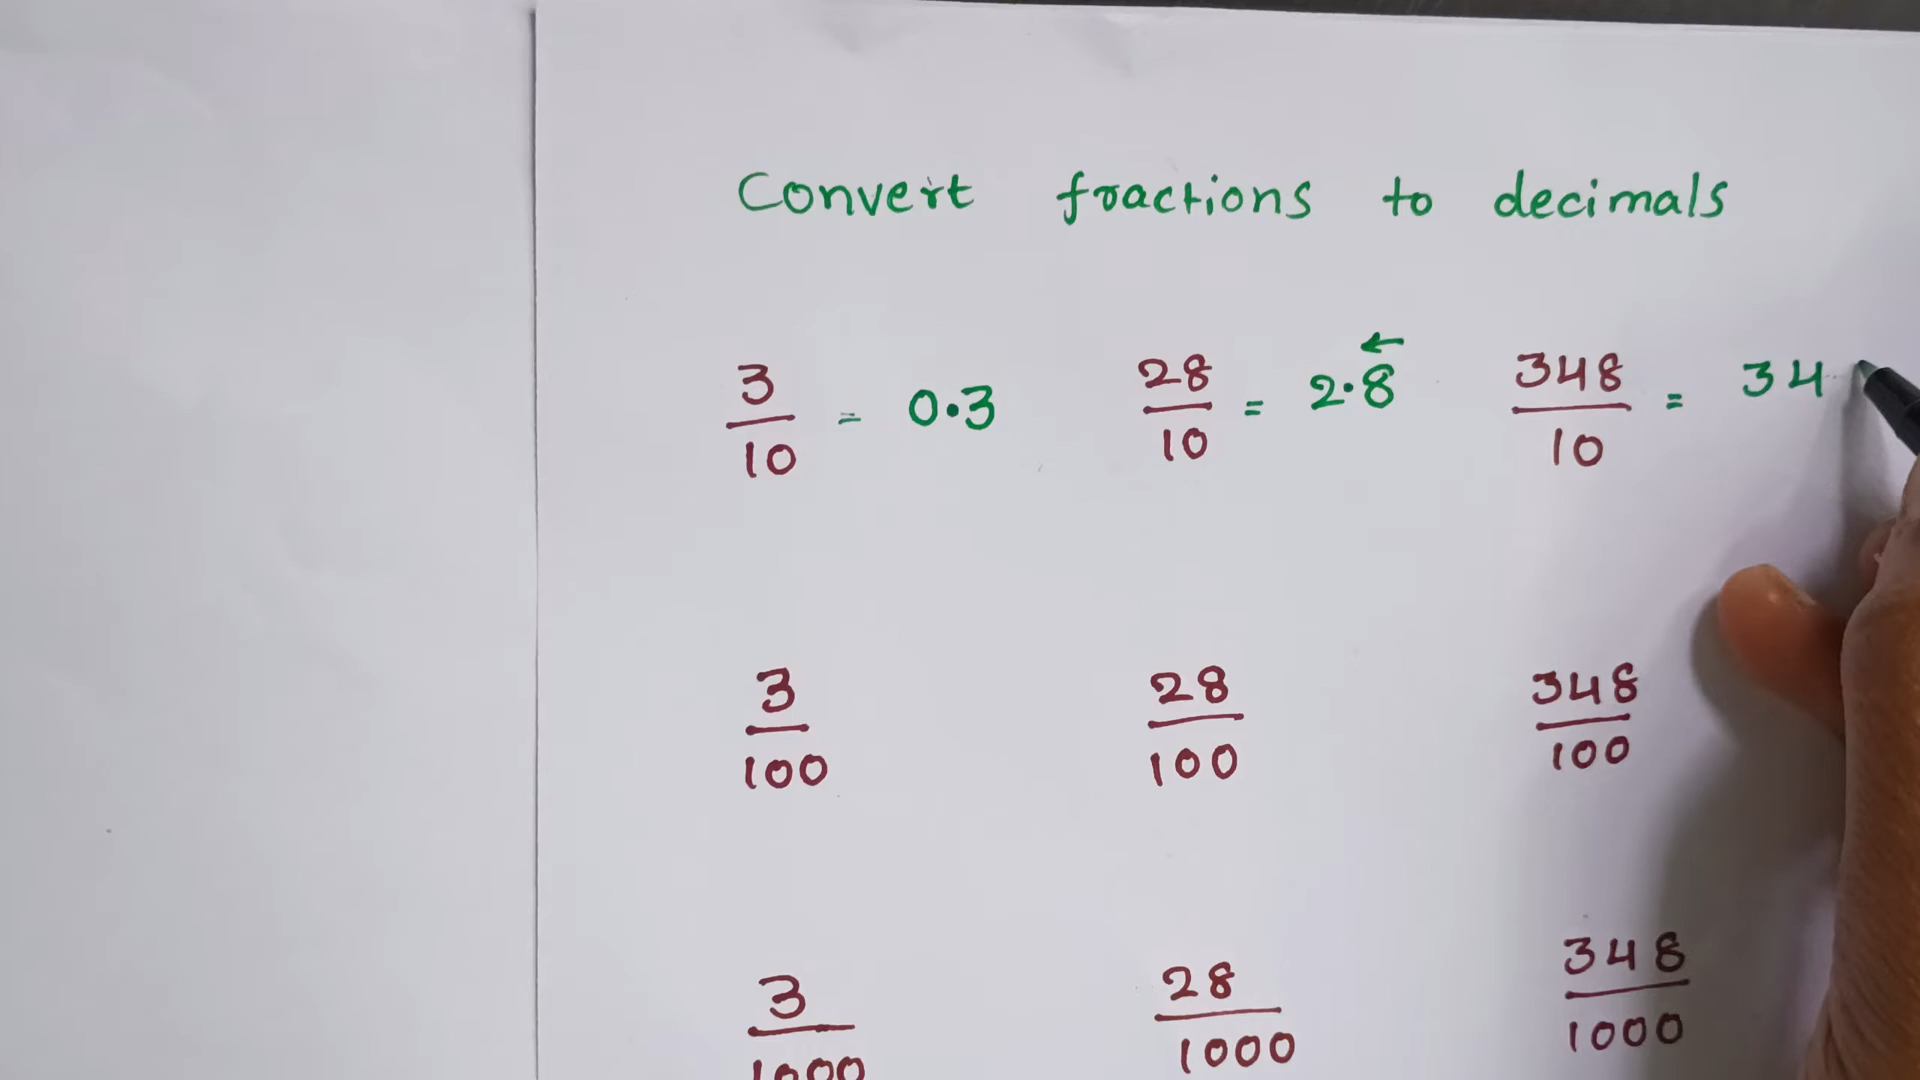 Convert fractions to decimals
3/10 = 0.3 28/10 = 2.8 ← 348/10 = 34
3/100 28/100 348/100
3/1000 28/1000 348/1000